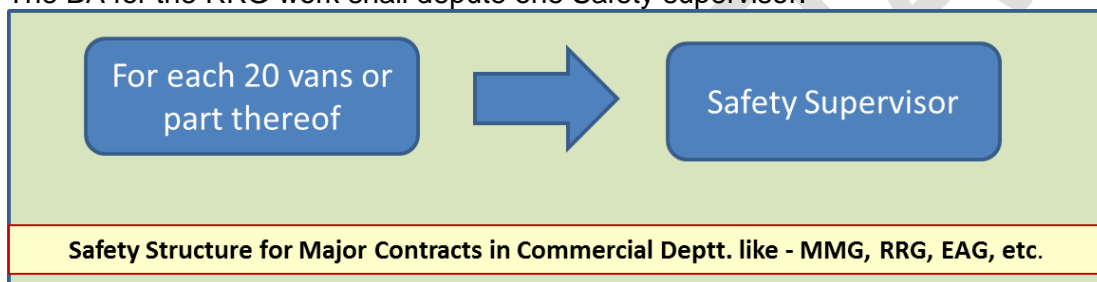 The BA for the RRG work shall depute one Safety supervisor.
For each 20 vans or
part thereof
Safety Supervisor
Safety Structure for Major Contracts in Commercial Deptt. like - MMG, RRG, EAG, etc.